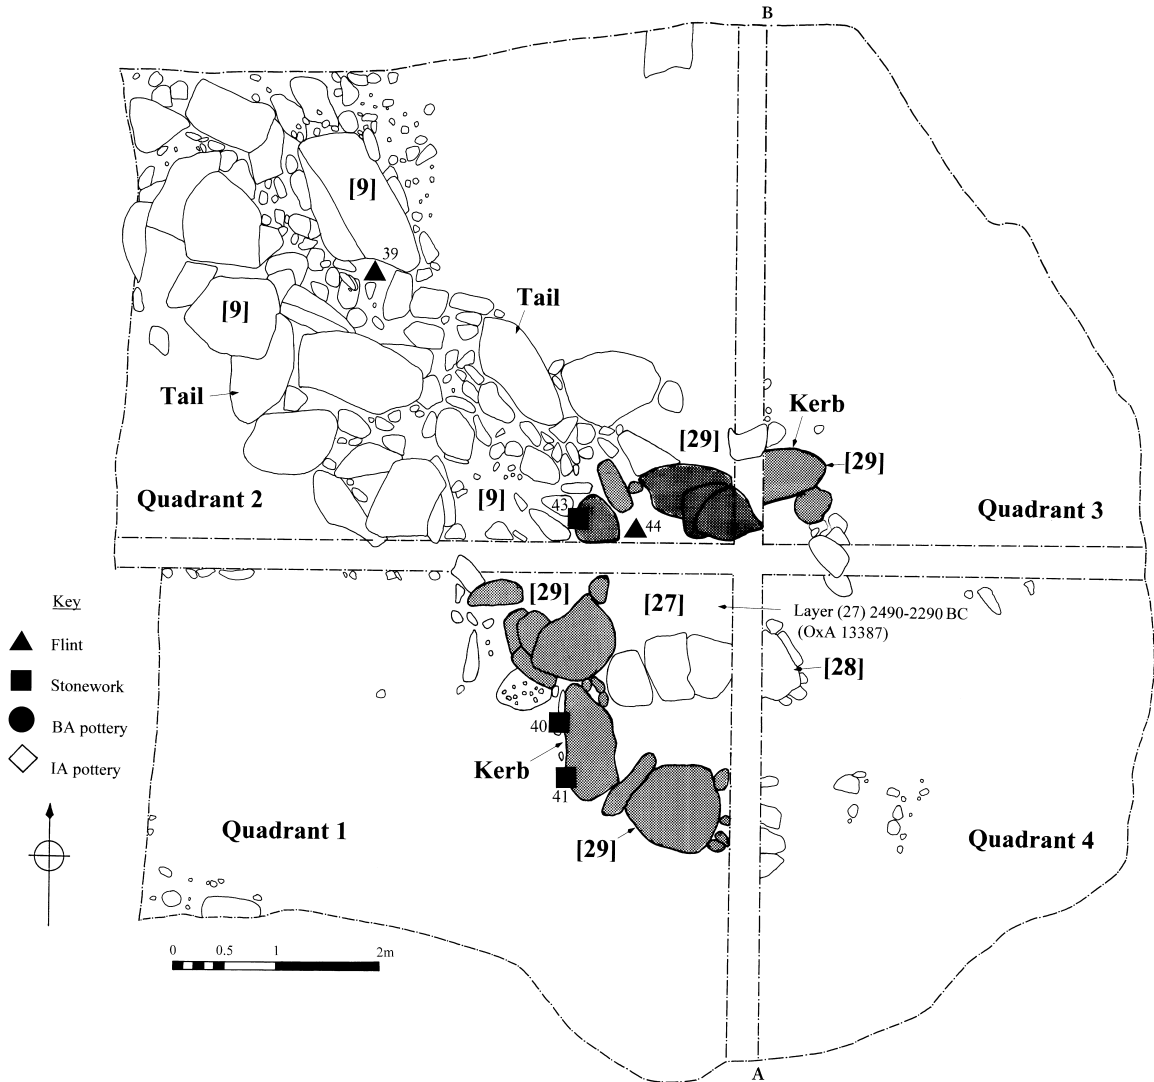 B
[9]
39
[9]
Tail
Tail
Kerb
[29]
[29]
Quadrant 2
[9]
43
44
Quadrant 3
Key
Flint
Stonework
BA pottery
IA pottery
[29]
[27]
Layer (27) 2490-2290 BC
(OxA 13387)
[28]
40
Kerb
41
Quadrant 1
[29]
Quadrant 4
0 0.5 1 2m
A